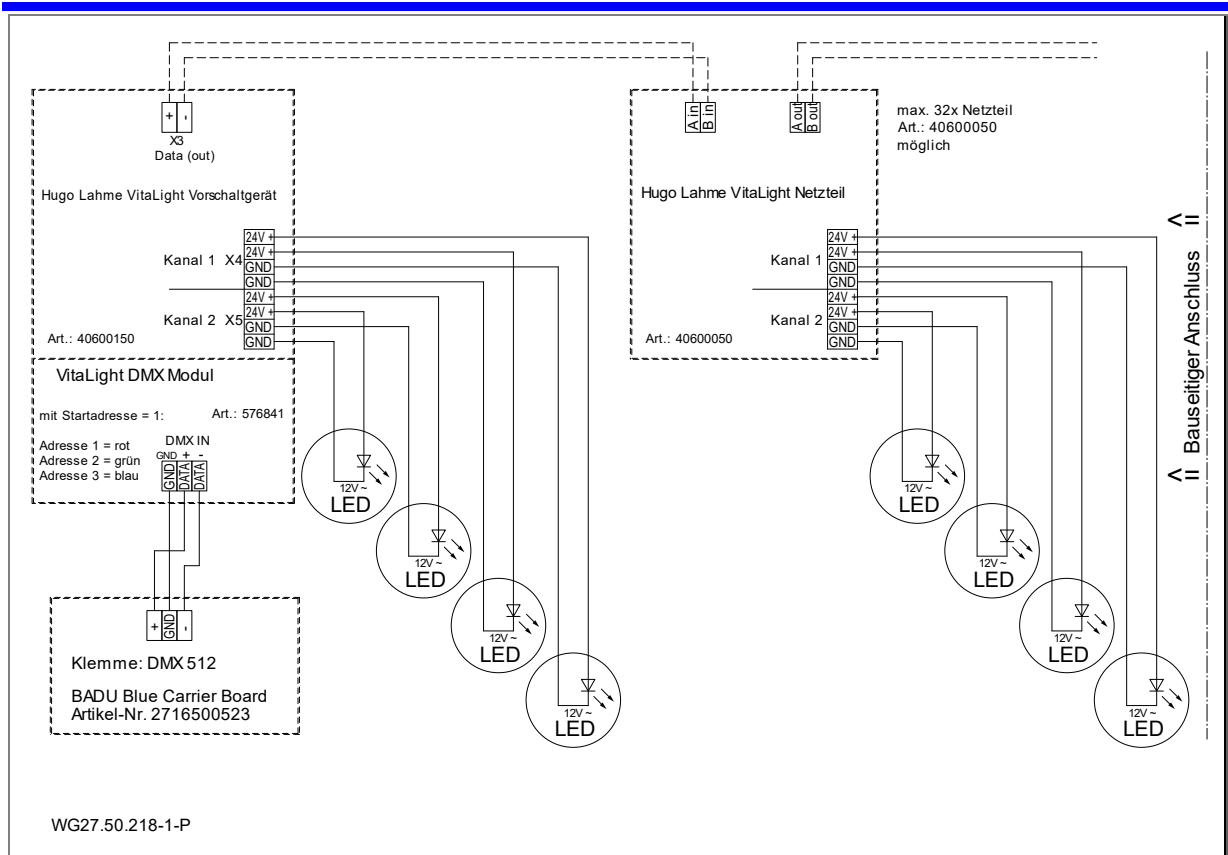 + -
X3
Data (out)
Hugo Lahme VitaLight Vorschaltgerät
24V +
24V +
Kanal 1 X4
GND
GND
24V +
24V +
Kanal 2 X5
GND
GND
Art.: 40600150
VitaLight DMX Modul
mit Startadresse = 1:
Art.: 576841
Adresse 1 = rot
Adresse 2 = grün
Adresse 3 = blau
DMX IN
GND + -
GND
DATA
DATA
+
GND
-
Klemme: DMX 512
BADU Blue Carrier Board
Artikel-Nr. 2716500523
12V ~
LED
12V ~
LED
12V ~
LED
12V ~
LED
A in
B in
A out
B out
max. 32x Netzteil
Art.: 40600050
möglich
Hugo Lahme VitaLight Netzteil
24V +
24V +
Kanal 1
GND
GND
24V +
24V +
Kanal 2
GND
GND
Art.: 40600050
12V ~
LED
12V ~
LED
12V ~
LED
12V ~
LED
<= Bauseitiger Anschluss <=
WG27.50.218-1-P